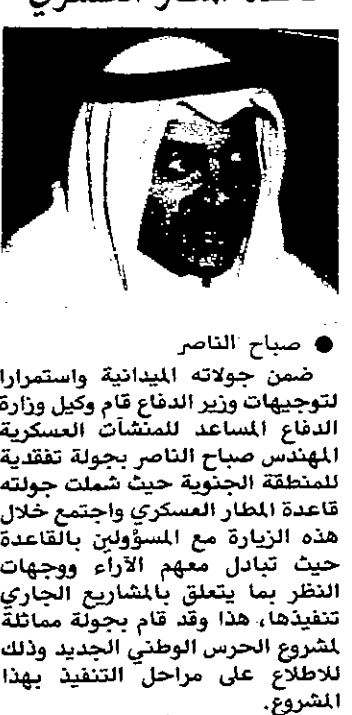 ● صباح الناصر
ضمن جولاته الميدانية واستمرارا
لتوجيهات وزير الدفاع قام وكيل وزارة
الدفاع المساعد للمنشآت العسكرية
المهندس صباح الناصر بجولة تفقدية
للمنطقة الجنوية حيث شملت جولته
قاعدة المطار العسكري واجتمع خلال
هذه الزيارة مع المسؤولين بالقاعدة
حيث تبادل معهم الآراء ووجهات
النظر بما يتعلق بالمشاريع الجاري
تنفيذها، هذا وقد قام بجولة مماثلة
لمشروع الحرس الوطني الجديد وذلك
للاطلاع على مراحل التنفيذ بهذا
المشروع.